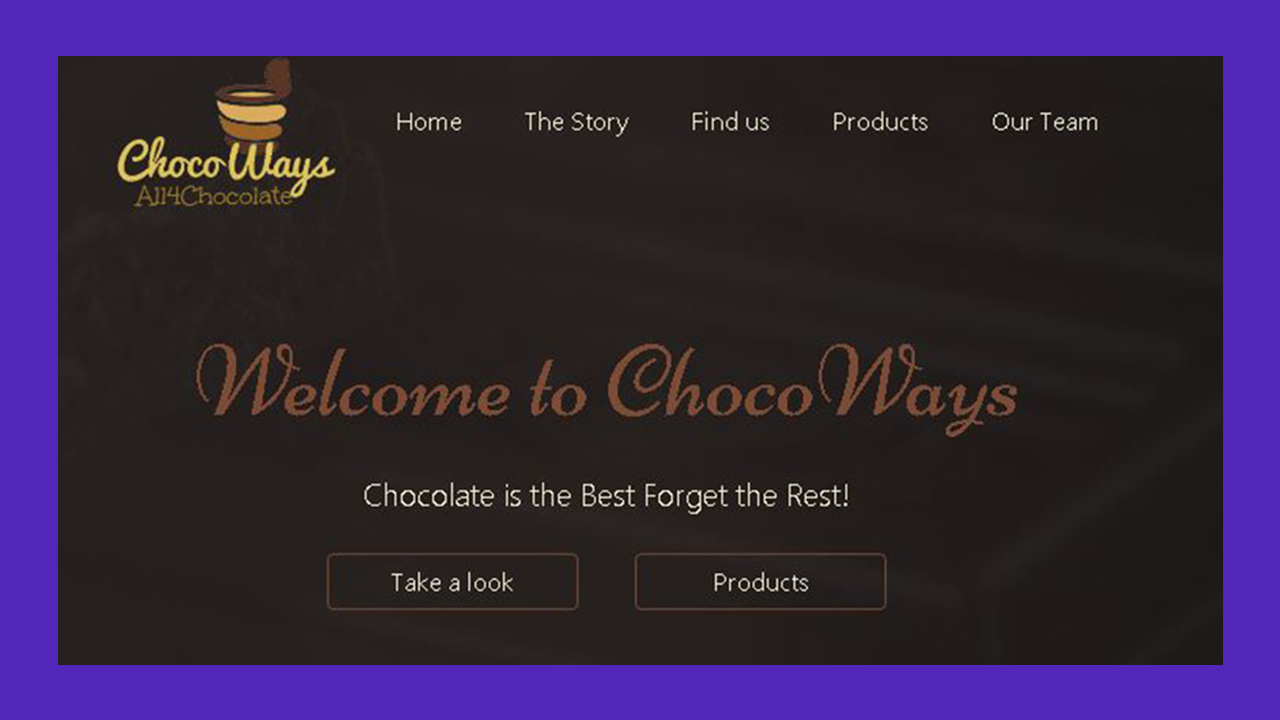 Home The Story Find us Products Our Team
ChocoWays
All4Chocolate
Welcome to ChocoWays
Chocolate is the Best Forget the Rest!
Take a look Products